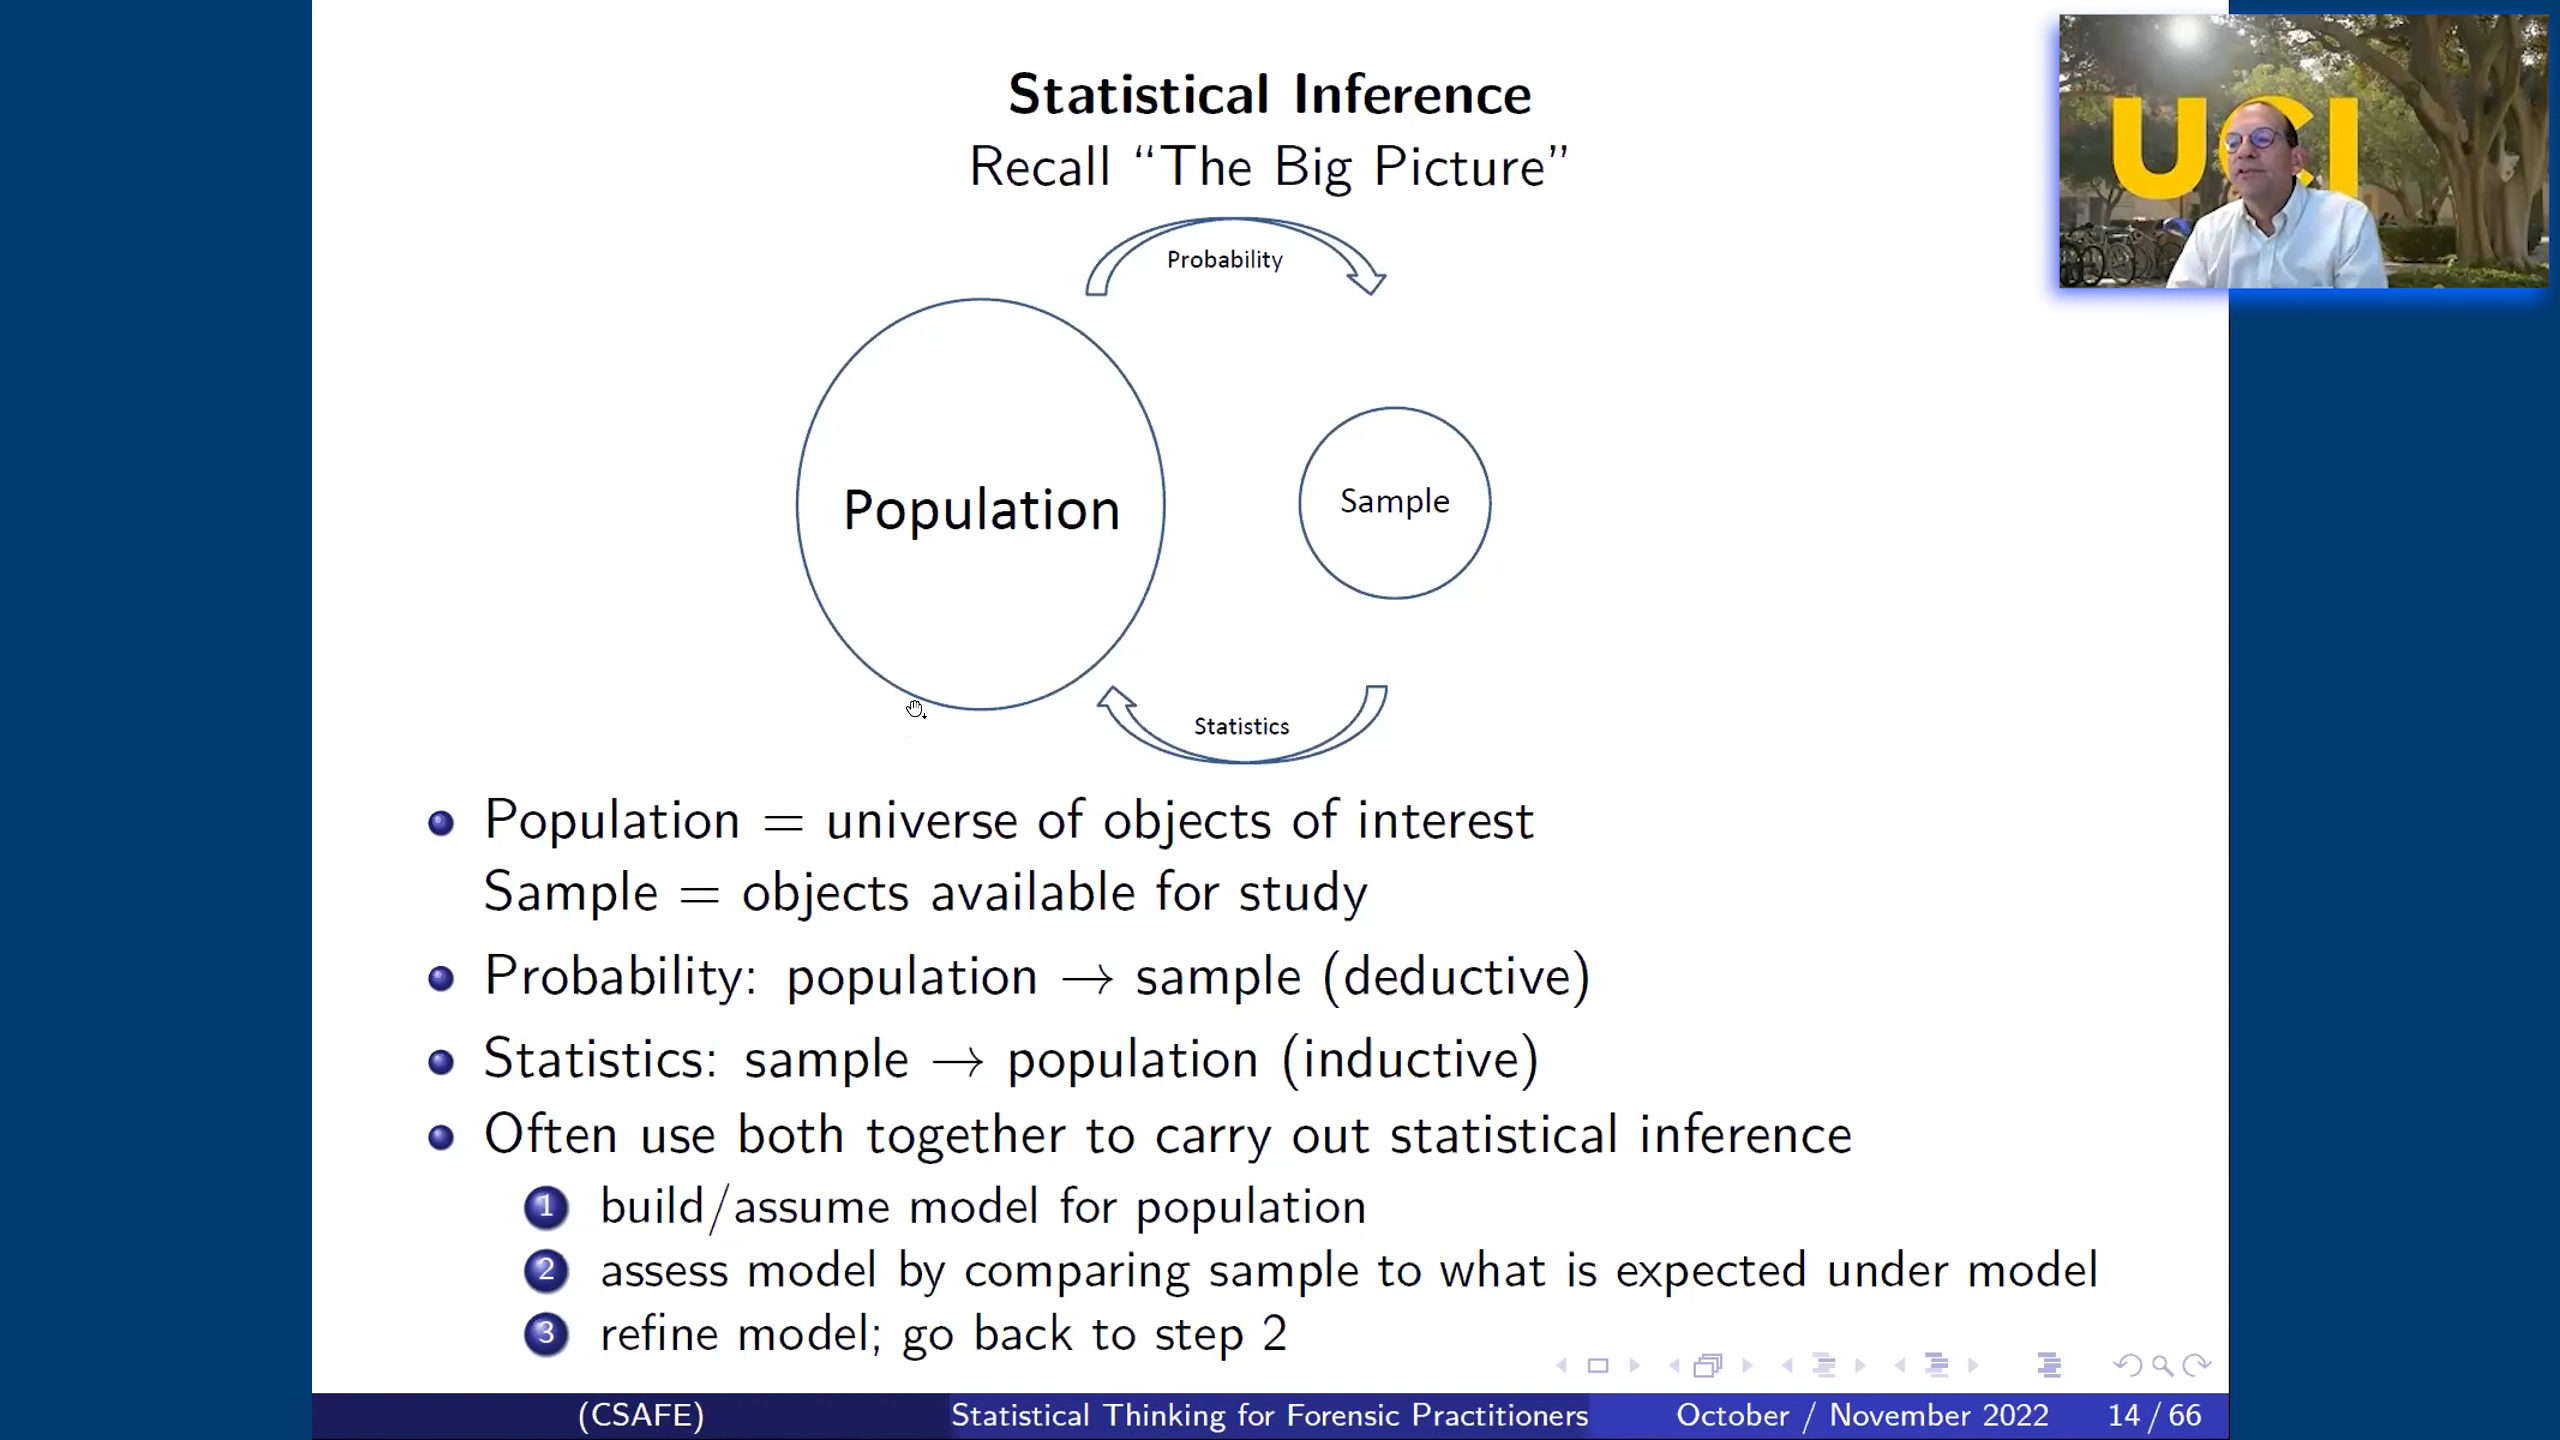 Statistical Inference
Recall “The Big Picture”
Probability
Population
Sample
Statistics
Population = universe of objects of interest
Sample = objects available for study
Probability: population → sample (deductive)
Statistics: sample → population (inductive)
Often use both together to carry out statistical inference
1 build/assume model for population
2 assess model by comparing sample to what is expected under model
3 refine model; go back to step 2
(CSAFE) Statistical Thinking for Forensic Practitioners October / November 2022 14 / 66
UCI